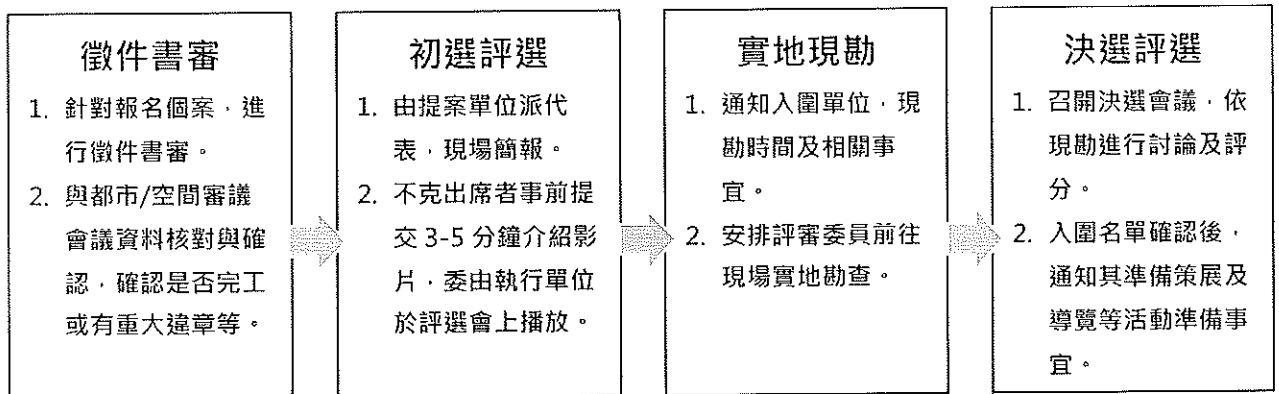 徵件書審
1. 針對報名個案，進
行徵件書審。
2. 與都市/空間審議
會議資料核對與確
認，確認是否完工
或有重大違章等。
初選評選
1. 由提案單位派代
表，現場簡報。
2. 不克出席者事前提
交 3-5 分鐘介紹影
片，委由執行單位
於評選會上播放。
實地現勘
1. 通知入圍單位，現
勘時間及相關事
宜。
2. 安排評審委員前往
現場實地勘查。
決選評選
1. 召開決選會議，依
現勘進行討論及評
分。
2. 入圍名單確認後，
通知其準備策展及
導覽等活動準備事
宜。